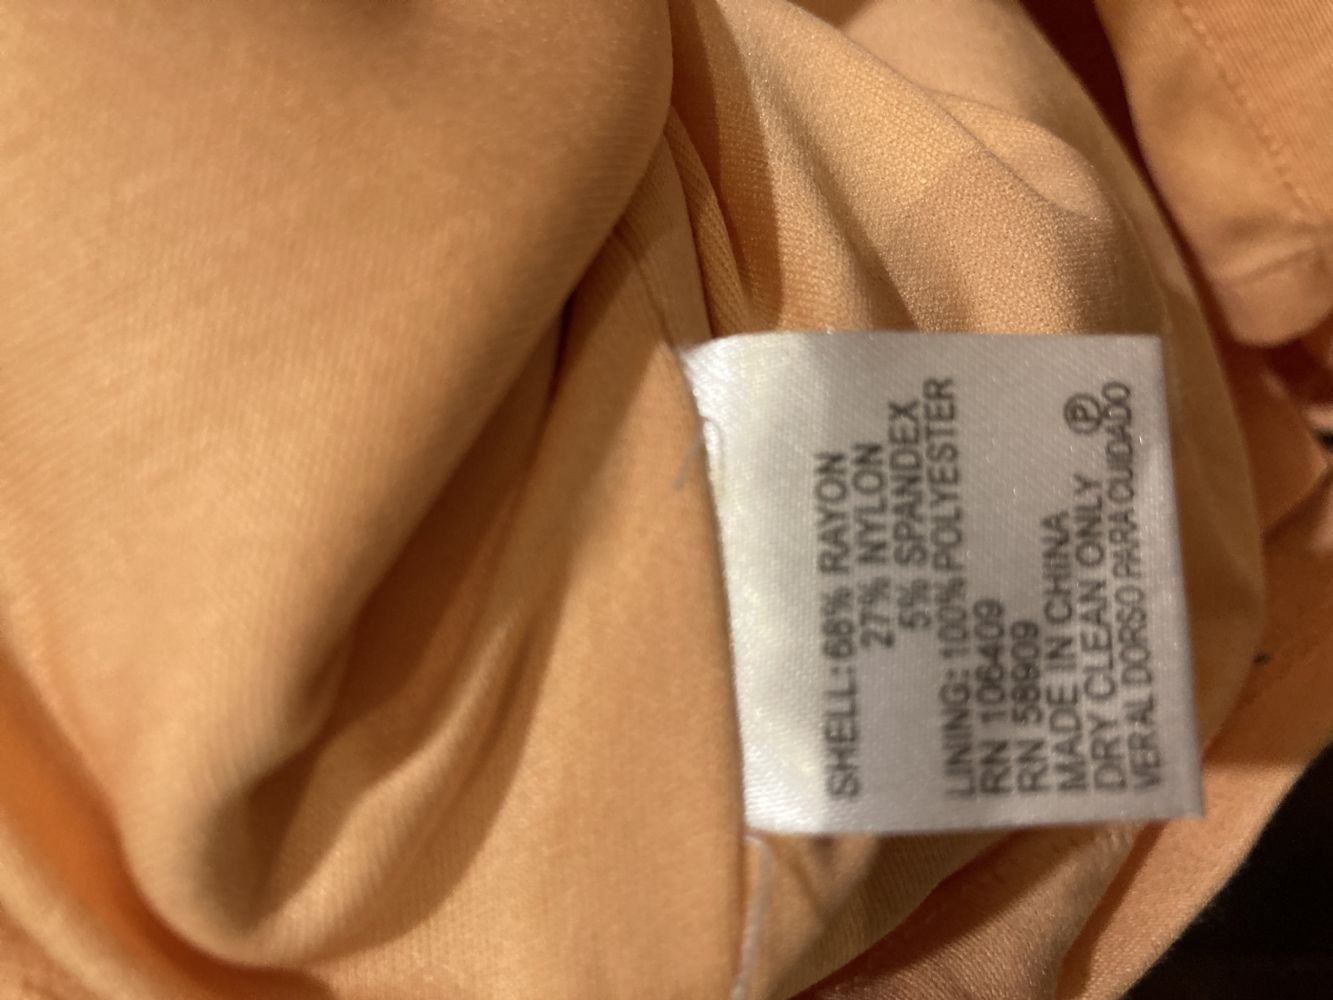 SHELL: 68% RAYON
27% NYLON
5% SPANDEX
LINING: 100% POLYESTER
RN 106409
RN 58909
MADE IN CHINA
DRY CLEAN ONLY Ⓟ
VER AL DORSO PARA CUIDADO